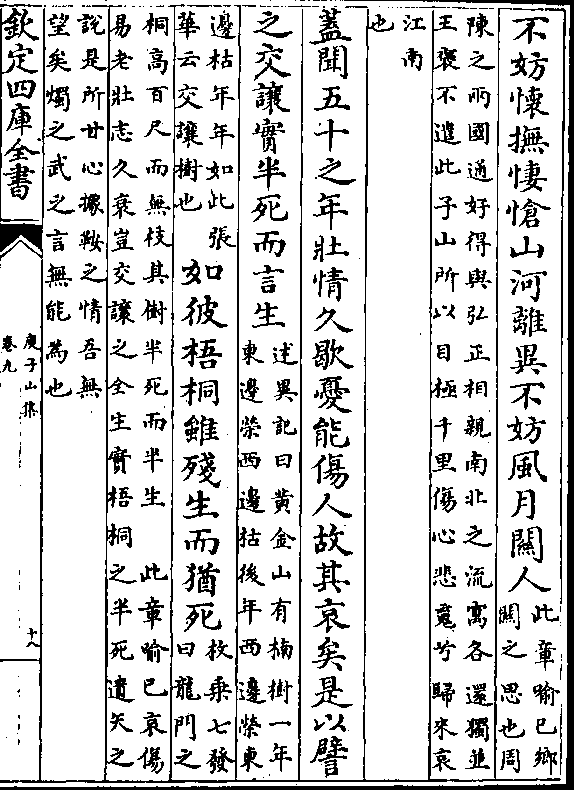 不妨懷撫悽愴山河離異不妨風月關人此章喻已鄉
關之思也周
陳之兩國通好得與弘正相親南北之流寓各還獨並
王褒不遣此子山所以目極千里傷心悲䰟兮歸來哀
江南
也
蓋聞五十之年壯情久歇憂能傷人故其哀矣是以譬
之交讓實半死而言生述異記曰黃金山有楠樹一年
東邊榮西邊枯後年西邊榮東
邊枯年年如此張
華云交讓樹也
如彼梧桐雖殘生而猶死枚乗七發
曰龍門之
桐高百尺而無枝其樹半死而半生 此章喻已哀傷
易老壯志久衰豈交讓之全生實梧桐之半死遺矢之
說是所甘心據鞍之情吾無
望矣燭之武之言無能為也
欽定四庫全書
庾子山集
卷九
十八